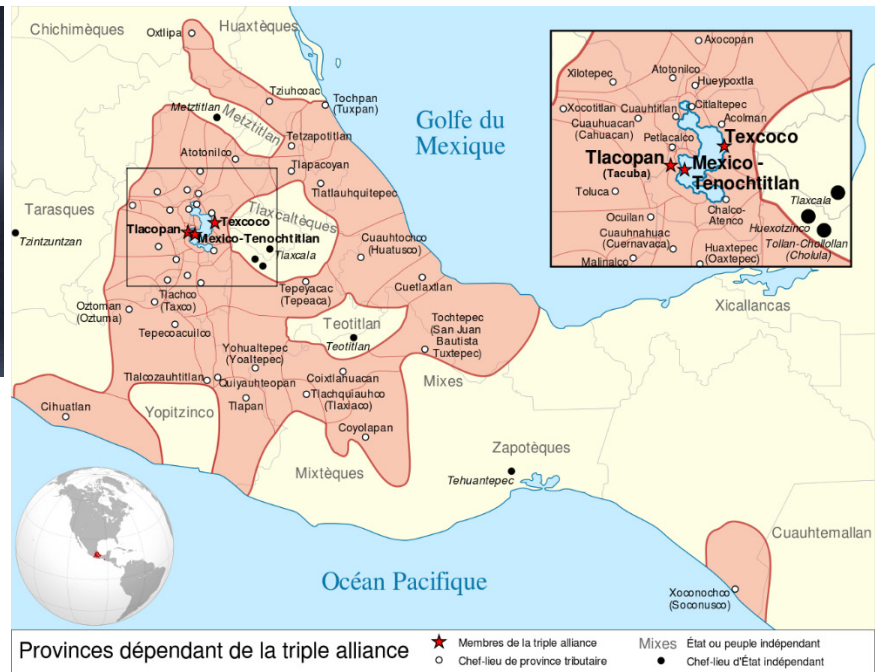 Chichimèques
Huaxtèques
Oxtlipa
Tziuhcoac
Tochpan
(Tuxpan)
Metztitlan
Metztitlan
Tetzapotitlan
Atotonilco
Tlapacoyan
Tlatlauhquitepec
Golfe du
Mexique
Tarasques
Tzintzuntzan
Tlaxcaltèques
Texcoco
Tlacopan
Mexico-Tenochtitlan
Tlaxcala
Cuauhtochco
(Huatusco)
Cuetlaxtlan
Tepeyacac
(Tepeaca)
Tlachco
(Taxco)
Oztoman
(Oztuma)
Tepecoacuilco
Teotitlan
Teotitlan
Tochtepec
(San Juan
Bautista
Tuxtepec)
Yohualtepec
(Yoaltepec)
Tlalcozauhtitlan
Quiyauhteopan
Coixtlahuacan
Mixes
Cihuatlan
Yopitzinco
Tlapan
Tlachquiauhco
(Tlaxiaco)
Coyolapan
Mixtèques
Zapotèques
Tehuantepec
Xicallancas
Cuauhtemallan
Xoconochco
(Soconusco)
Océan Pacifique
Axocopan
Xilotepec
Atotonilco
Hueypoxtla
Xocotitlan
Cuauhtitlan
Citlaltepec
Cuahuacan
(Cahuacan)
Acolman
Petlacalco
Texcoco
Tlacopan
(Tacuba)
Mexico -
Tenochtitlan
Toluca
Chalco-
Atenco
Tlaxcala
Ocuilan
Huexotzinco
Cuauhnahuac
(Cuernavaca)
Tollan-Chollollan
(Cholula)
Malinalco
Huaxtepec
(Oaxtepec)
Provinces dépendant de la triple alliance
Membres de la triple alliance
Chef-lieu de province tributaire
Mixes
État ou peuple indépendant
Chef-lieu d'État indépendant